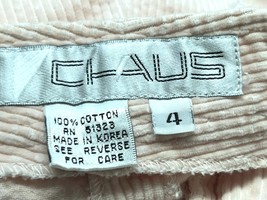 CHAUS
100% COTTON
RN 51323
MADE IN KOREA
SEE REVERSE
FOR CARE
4